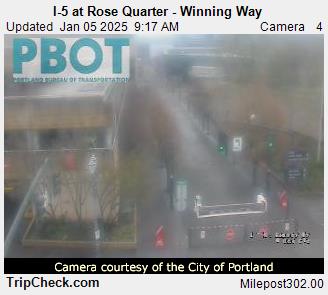 I-5 at Rose Quarter - Winning Way
Updated Jan 05 2025 9:17 AM Camera 4
PBOT
PORTLAND BUREAU OF TRANSPORTATION
Camera courtesy of the City of Portland
TripCheck.com Milepost302.00